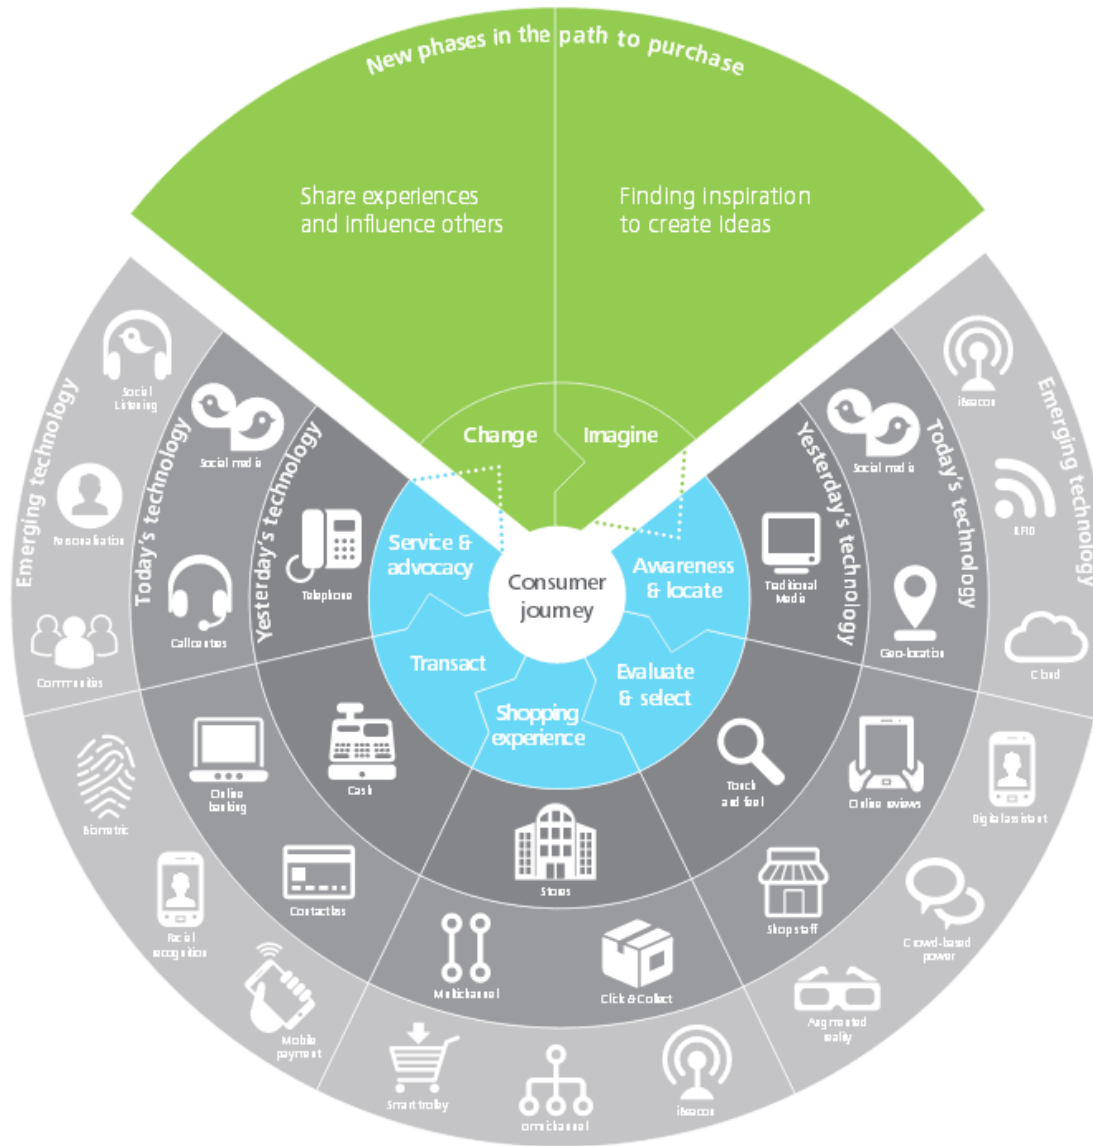 New phases in the path to purchase
Share experiences
and influence others
Finding inspiration
to create ideas
Change
Imagine
Service &
advocacy
Awareness
& locate
Consumer
journey
Transact
Evaluate
& select
Shopping
experience
Emerging technology
Today's technology
Yesterday's technology
Yesterday's technology
Today's technology
Emerging technology
Social
Listening
Social media
Personalisation
Telephone
Call centres
Communities
iBeacon
Social media
RFID
Traditional
Media
Geo-location
Cloud
Biometric
Online
banking
Cash
Facial
recognition
Contactless
Mobile
payment
Stores
Multichannel
Click & Collect
Smart trolley
omnichannel
iBeacon
Touch
and feel
Online reviews
Digital assistant
Shop staff
Crowd-based
power
Augmented
reality